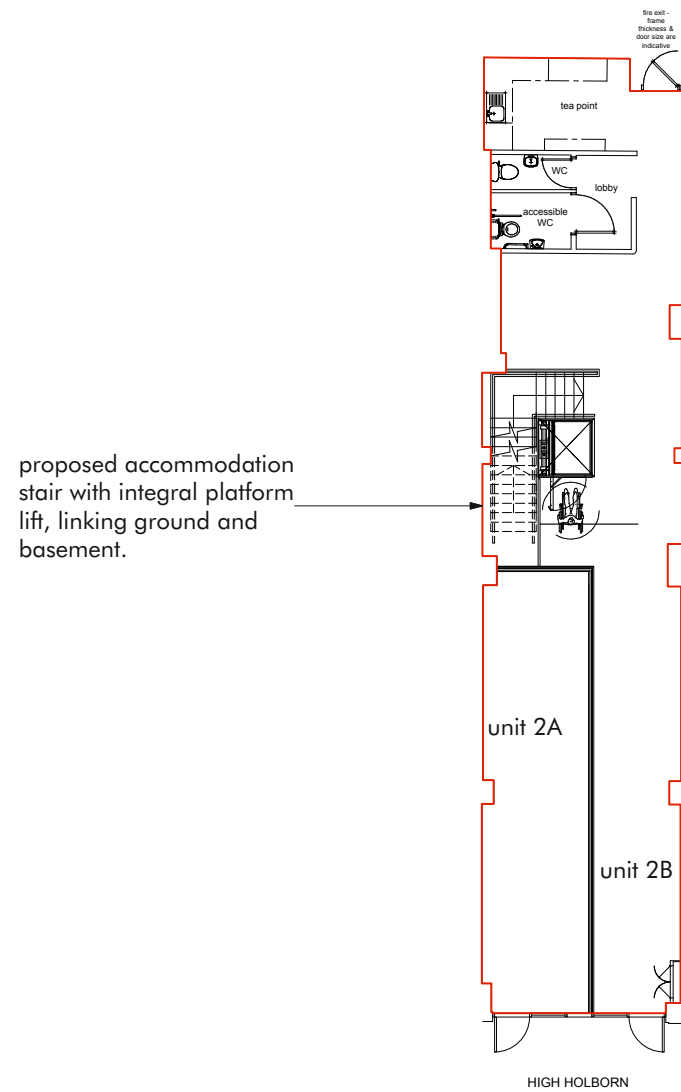 fire exit -
frame
thickness &
door size are
indicative
tea point
WC
lobby
accessible
WC
proposed accommodation
stair with integral platform
lift, linking ground and
basement.
unit 2A
unit 2B
HIGH HOLBORN